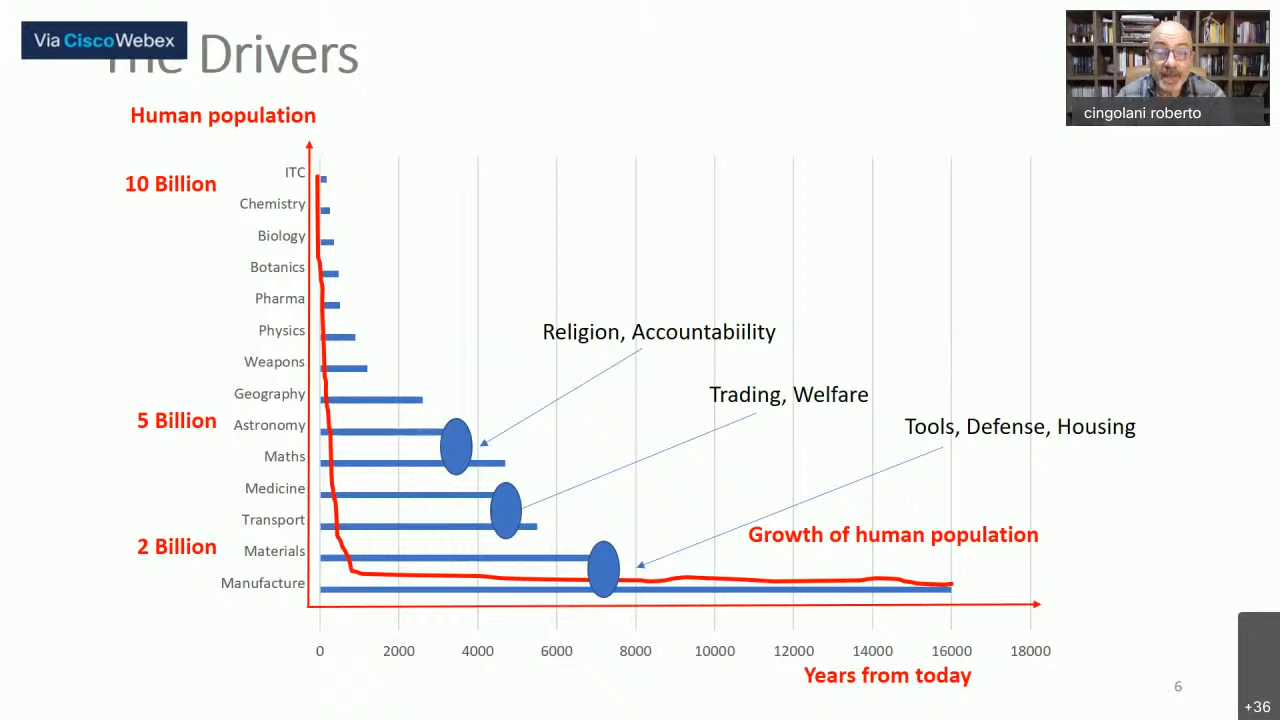 Via CiscoWebex
The Drivers
cingolani roberto
Human population
10 Billion
5 Billion
2 Billion
ITC
Chemistry
Biology
Botanics
Pharma
Physics
Weapons
Geography
Astronomy
Maths
Medicine
Transport
Materials
Manufacture
Religion, Accountabiility
Trading, Welfare
Tools, Defense, Housing
Growth of human population
0 2000 4000 6000 8000 10000 12000 14000 16000 18000
Years from today
6
+36